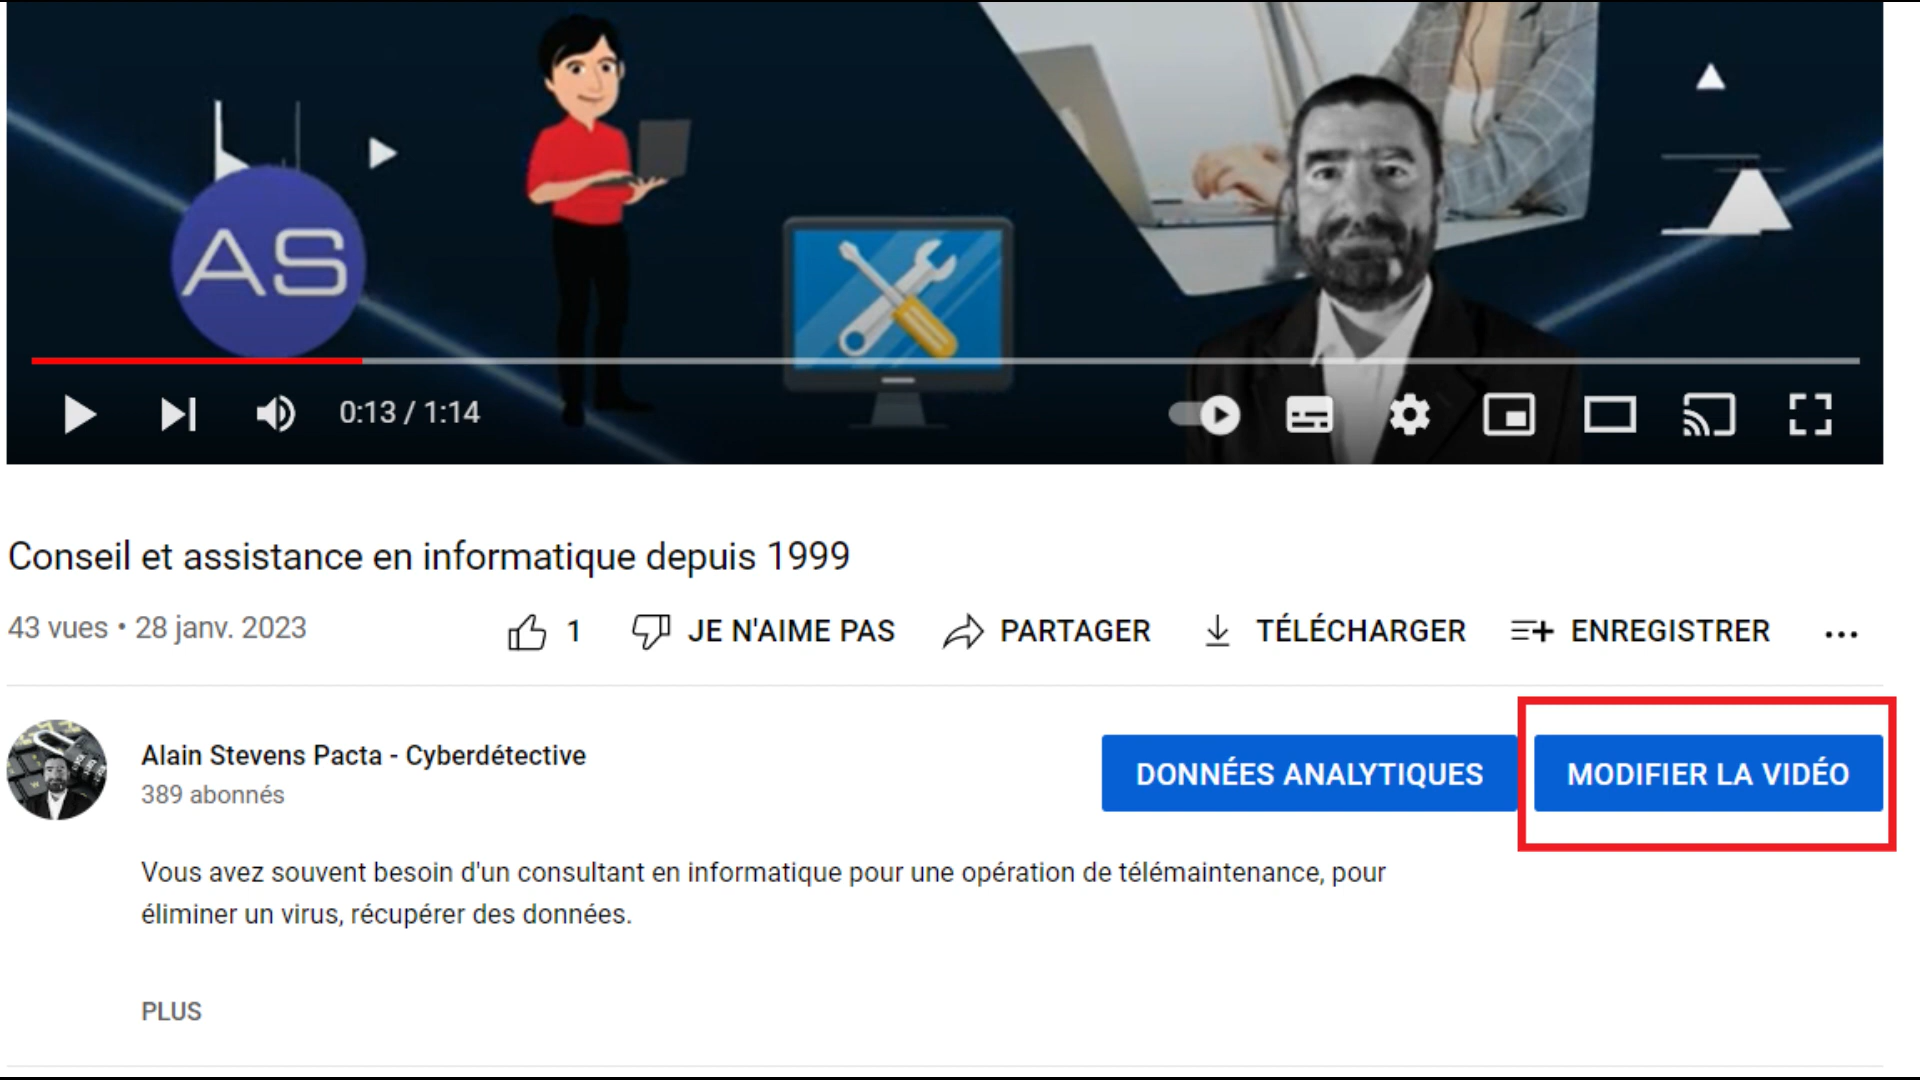 AS
0:13 / 1:14
Conseil et assistance en informatique depuis 1999
43 vues • 28 janv. 2023
1 JE N'AIME PAS PARTAGER TÉLÉCHARGER ENREGISTRER ...
Alain Stevens Pacta - Cyberdétective
389 abonnés
DONNÉES ANALYTIQUES MODIFIER LA VIDÉO
Vous avez souvent besoin d'un consultant en informatique pour une opération de télémaintenance, pour
éliminer un virus, récupérer des données.
PLUS